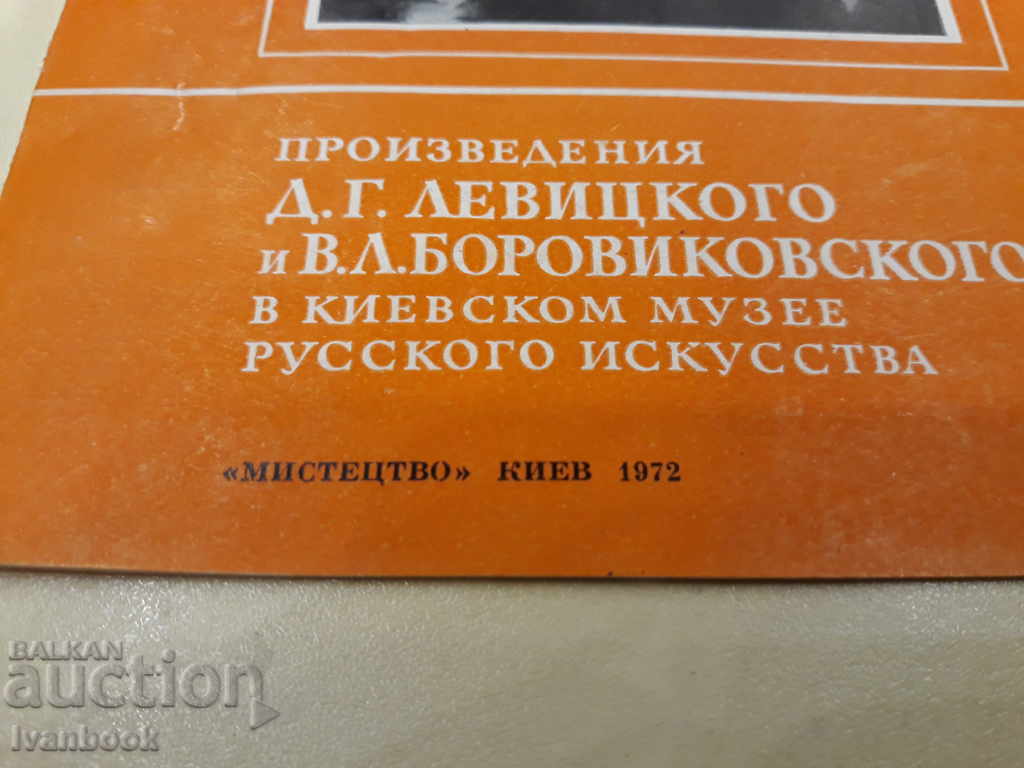 ПРОИЗВЕДЕНИЯ
Д.Г. ЛЕВИЦКОГО
и В.Л.БОРОВИКОВСКОГО
В КИЕВСКОМ МУЗЕЕ
РУССКОГО ИСКУССТВА
«МИСТЕЦТВО» КИЕВ 1972
BALKAN
auction
Ivanbook